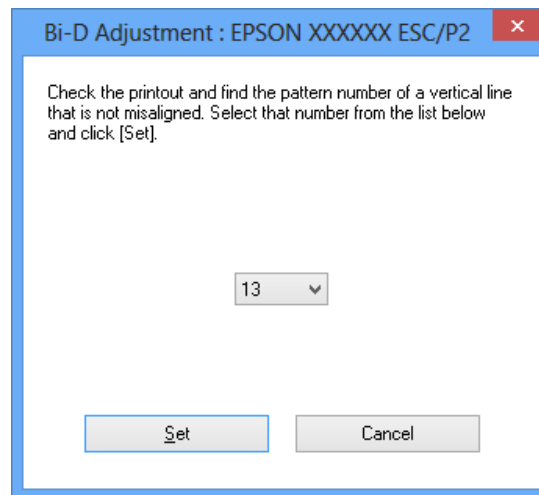 Bi-D Adjustment : EPSON XXXXXX ESC/P2
Check the printout and find the pattern number of a vertical line
that is not misaligned. Select that number from the list below
and click [Set].
13
Set Cancel